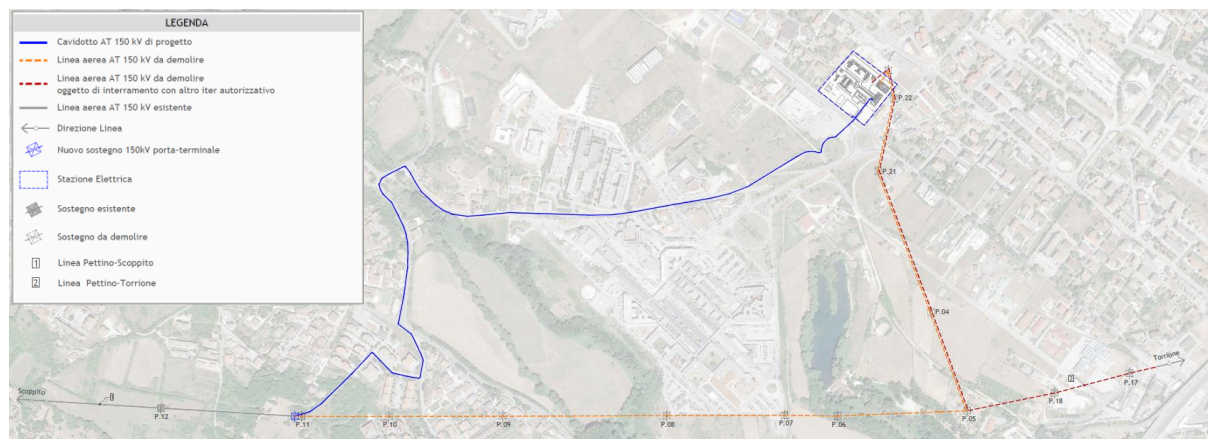 LEGENDA
Cavidotto AT 150 kV di progetto
Linea aerea AT 150 kV da demolire
Linea aerea AT 150 kV da demolire
oggetto di interramento con altro iter autorizzativo
Linea aerea AT 150 kV esistente
Direzione Linea
Nuovo sostegno 150kV porta-terminale
Stazione Elettrica
Sostegno esistente
Sostegno da demolire
1 Linea Pettino-Scoppito
2 Linea Pettino-Torrione
P.22
P.21
P.04
Torrione
P.17
P.18
P.05
Scoppito
P.12
P.11
P.10
P.09
P.08
P.07
P.06